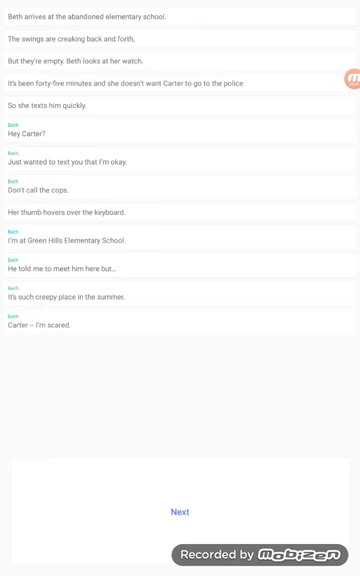 Beth arrives at the abandoned elementary school.
The swings are creaking back and forth,
But they're empty. Beth looks at her watch.
It's been forty-five minutes and she doesn't want Carter to go to the police.
So she texts him quickly.
Beth
Hey Carter?
Beth
Just wanted to text you that I'm okay.
Beth
Don't call the cops.
Her thumb hovers over the keyboard.
Beth
I'm at Green Hills Elementary School.
Beth
He told me to meet him here but...
Beth
It's such creepy place in the summer.
Beth
Carter -- I'm scared.
Next
Recorded by mobizen